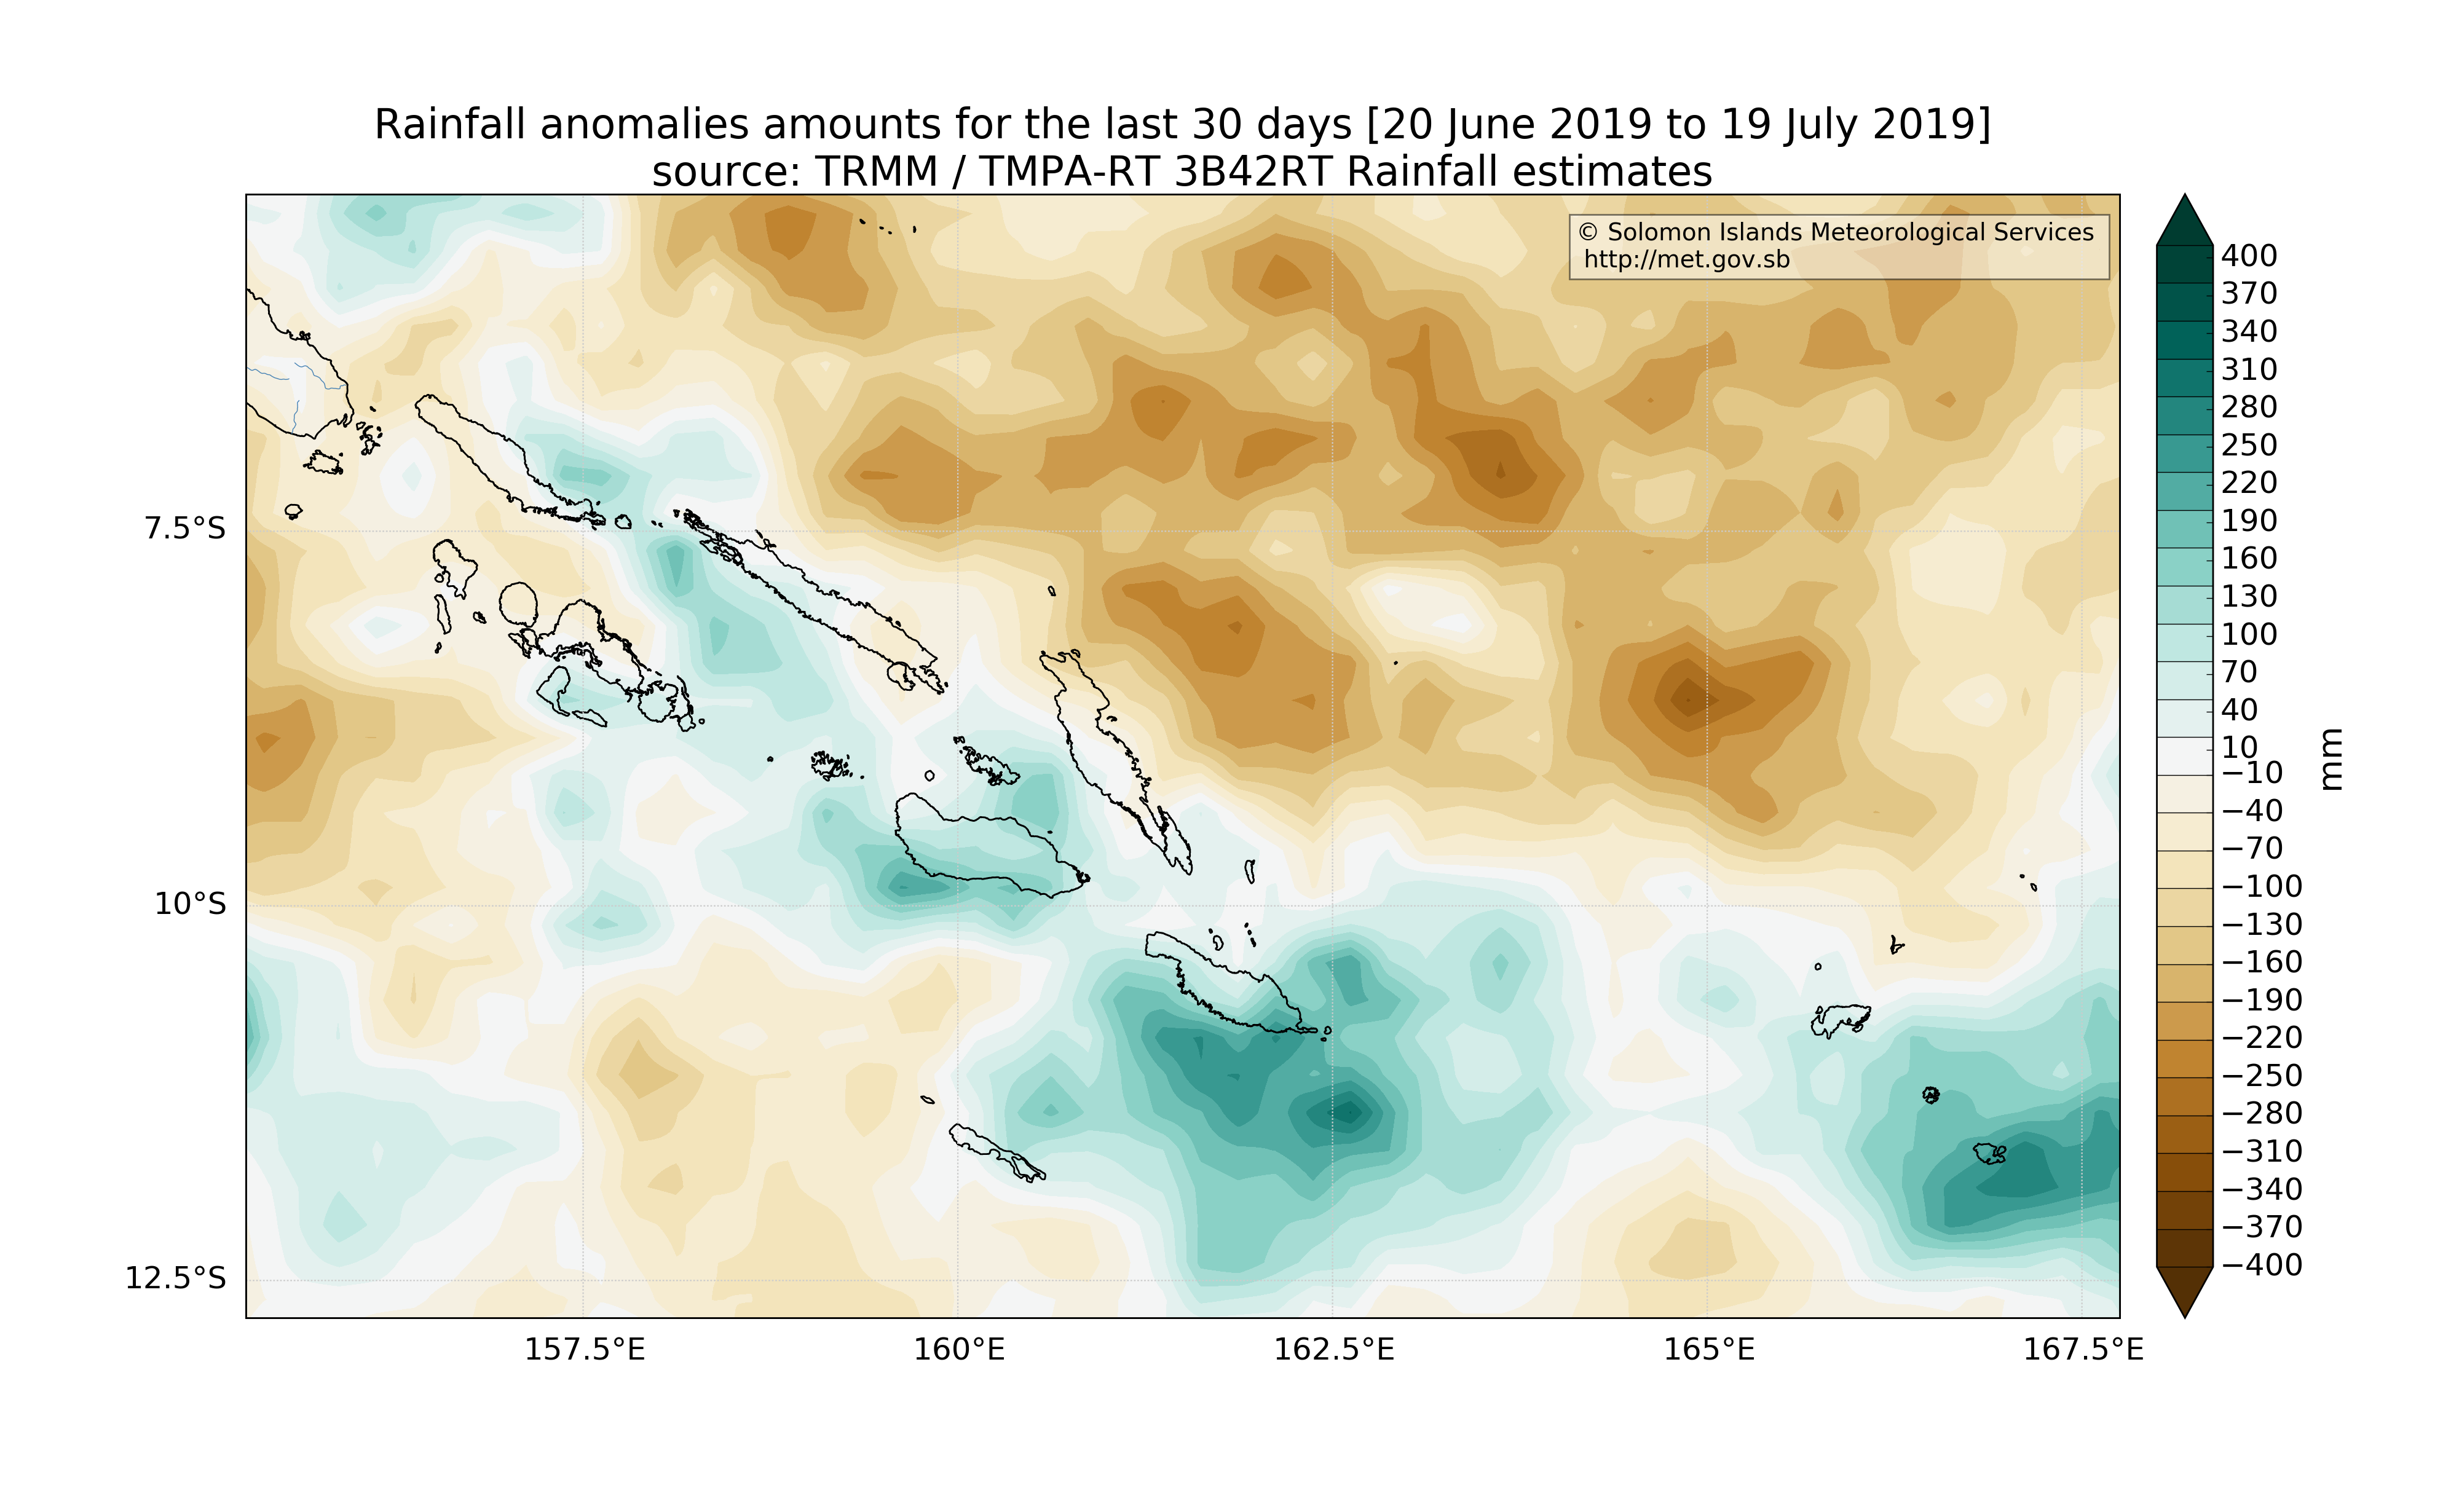 Rainfall anomalies amounts for the last 30 days [20 June 2019 to 19 July 2019]
source: TRMM / TMPA-RT 3B42RT Rainfall estimates
© Solomon Islands Meteorological Services
http://met.gov.sb
7.5°S
10°S
12.5°S
157.5°E
160°E
162.5°E
165°E
167.5°E
400
370
340
310
280
250
220
190
160
130
100
70
40
10
−10
−40
−70
−100
−130
−160
−190
−220
−250
−280
−310
−340
−370
−400
mm